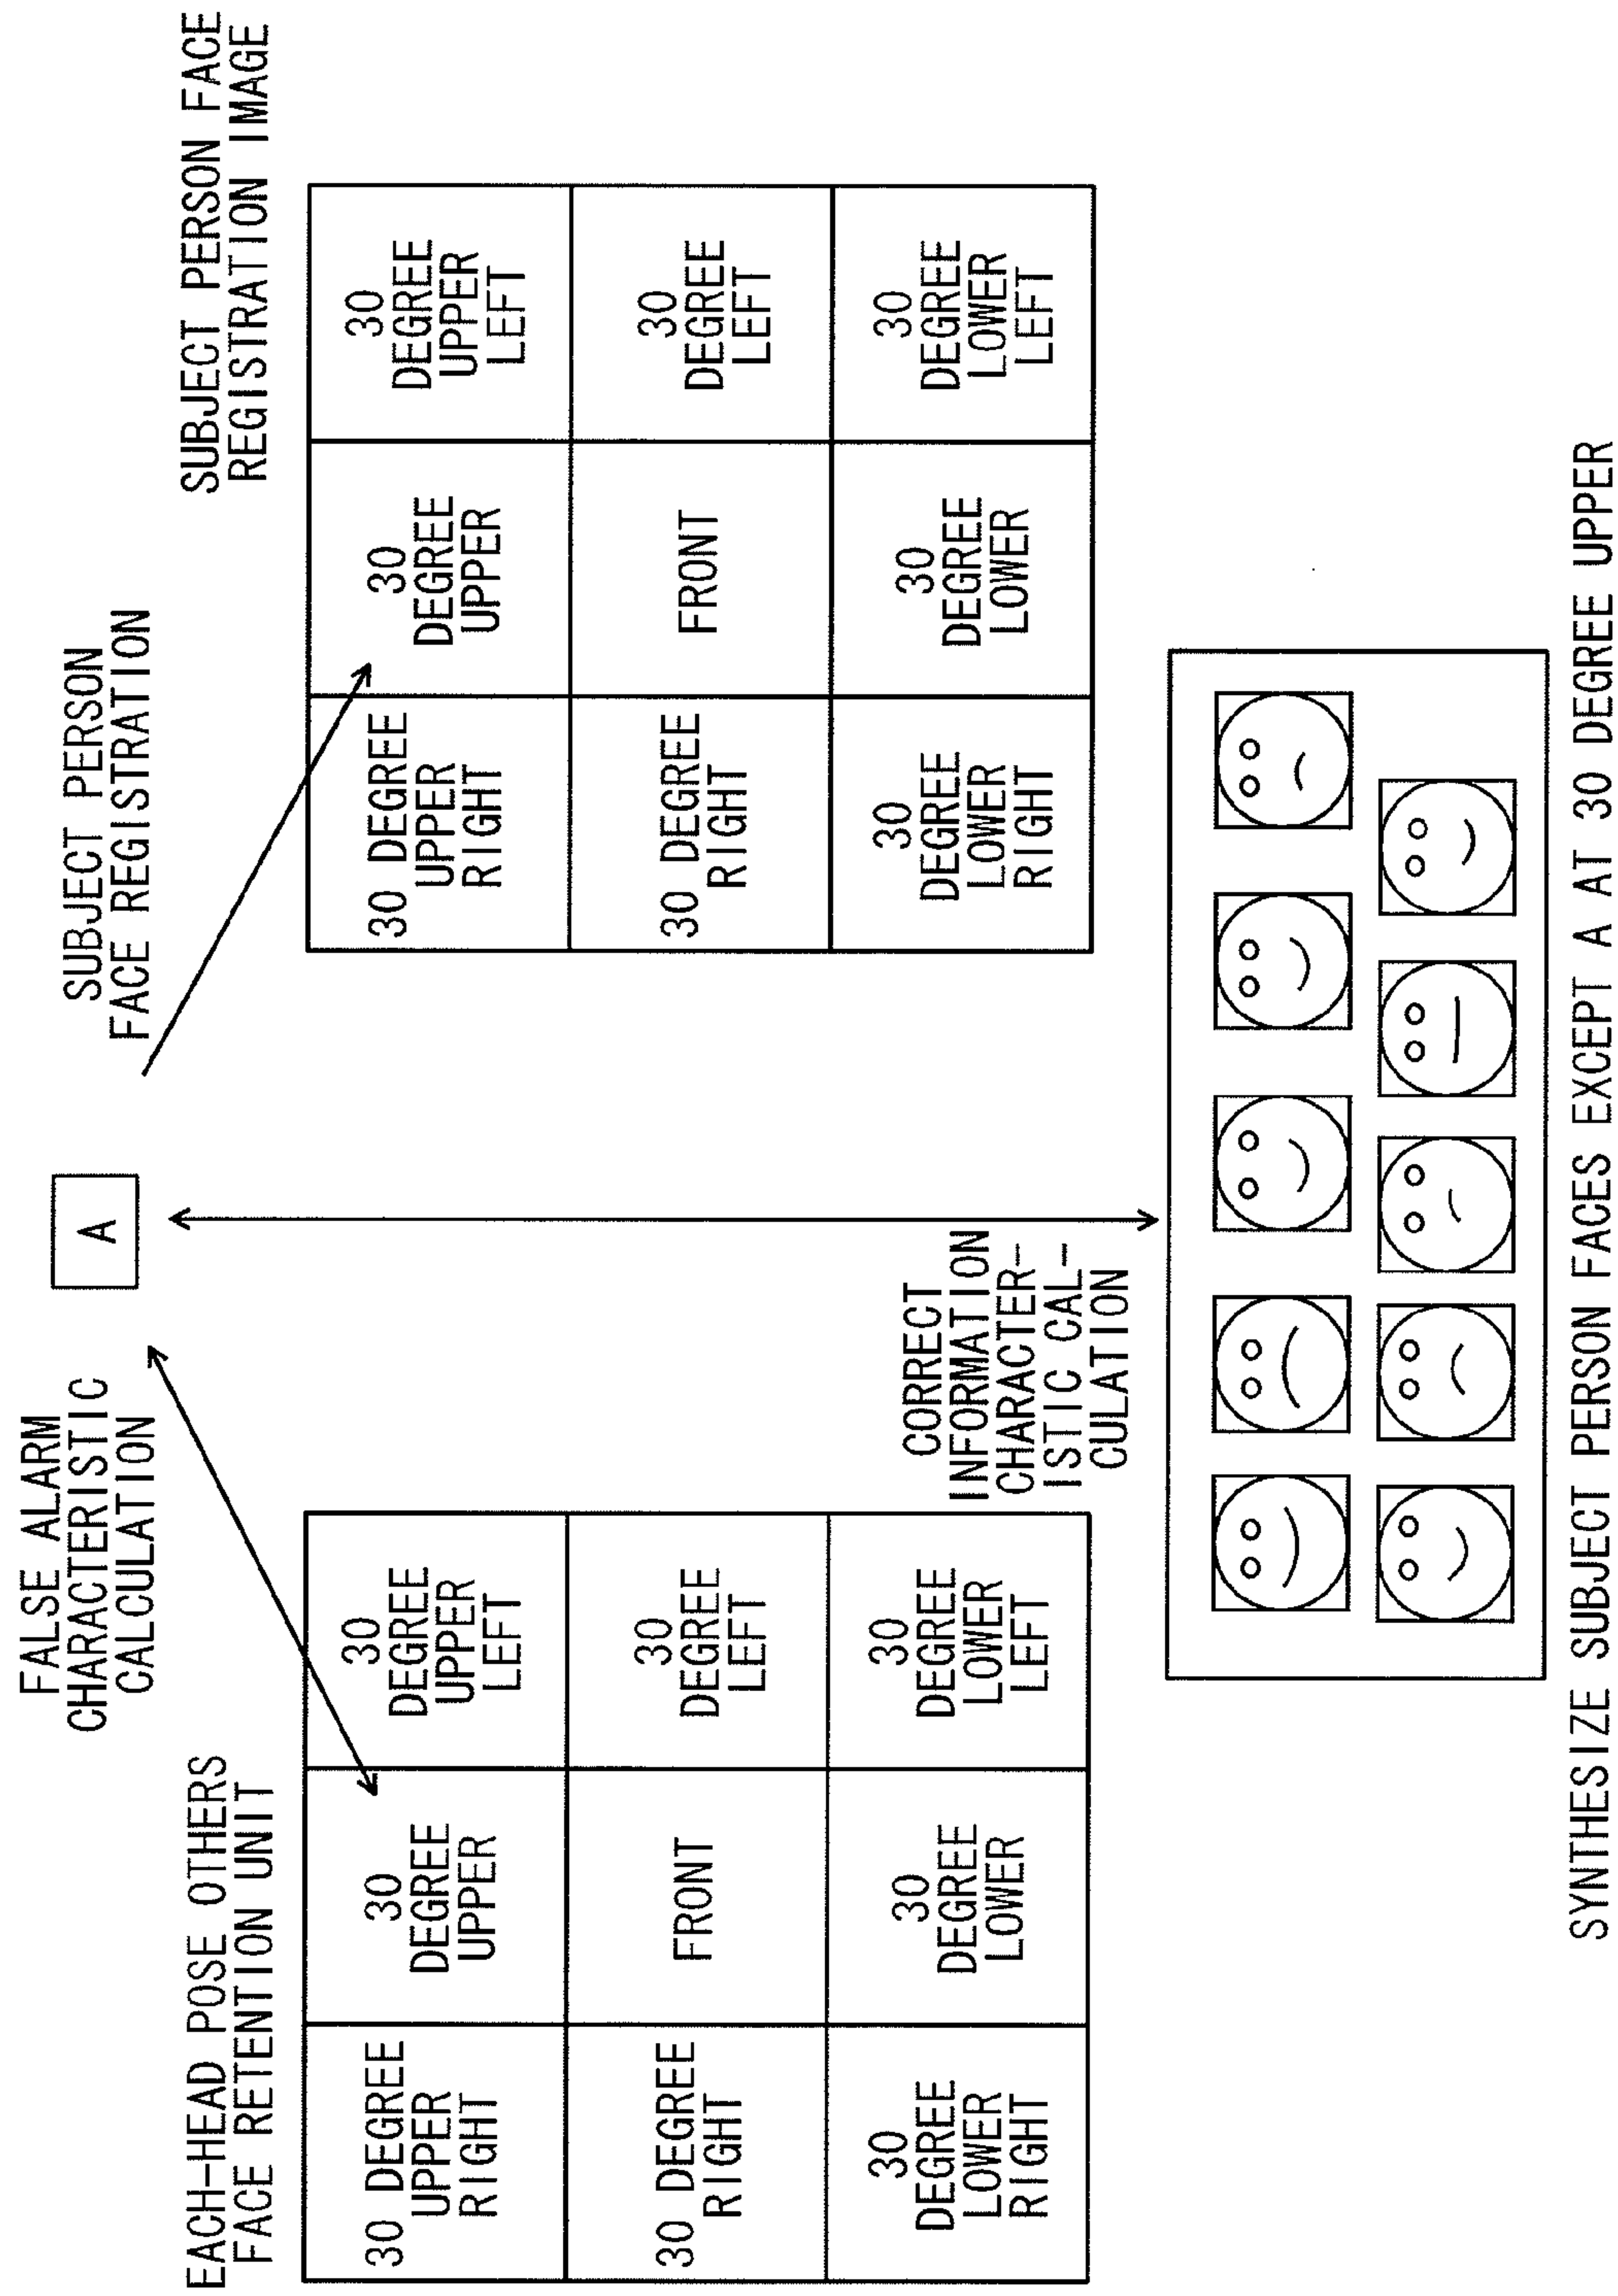 FALSE ALARM
CHARACTERISTIC
CALCULATION
A
SUBJECT PERSON
FACE REGISTRATION
EACH-HEAD POSE OTHERS
FACE RETENTION UNIT
30 DEGREE
UPPER
RIGHT
30
DEGREE
UPPER
30
DEGREE
UPPER
LEFT
30 DEGREE
RIGHT
FRONT
30
DEGREE
LEFT
30
DEGREE
LOWER
RIGHT
30
DEGREE
LOWER
30
DEGREE
LOWER
LEFT
SUBJECT PERSON FACE
REGISTRATION IMAGE
30 DEGREE
UPPER
RIGHT
30
DEGREE
UPPER
30
DEGREE
UPPER
LEFT
30 DEGREE
RIGHT
FRONT
30
DEGREE
LEFT
30
DEGREE
LOWER
RIGHT
30
DEGREE
LOWER
30
DEGREE
LOWER
LEFT
CORRECT
INFORMATION
CHARACTER-
ISTIC CAL-
CULATION
SYNTHESIZE SUBJECT PERSON FACES EXCEPT A AT 30 DEGREE UPPER